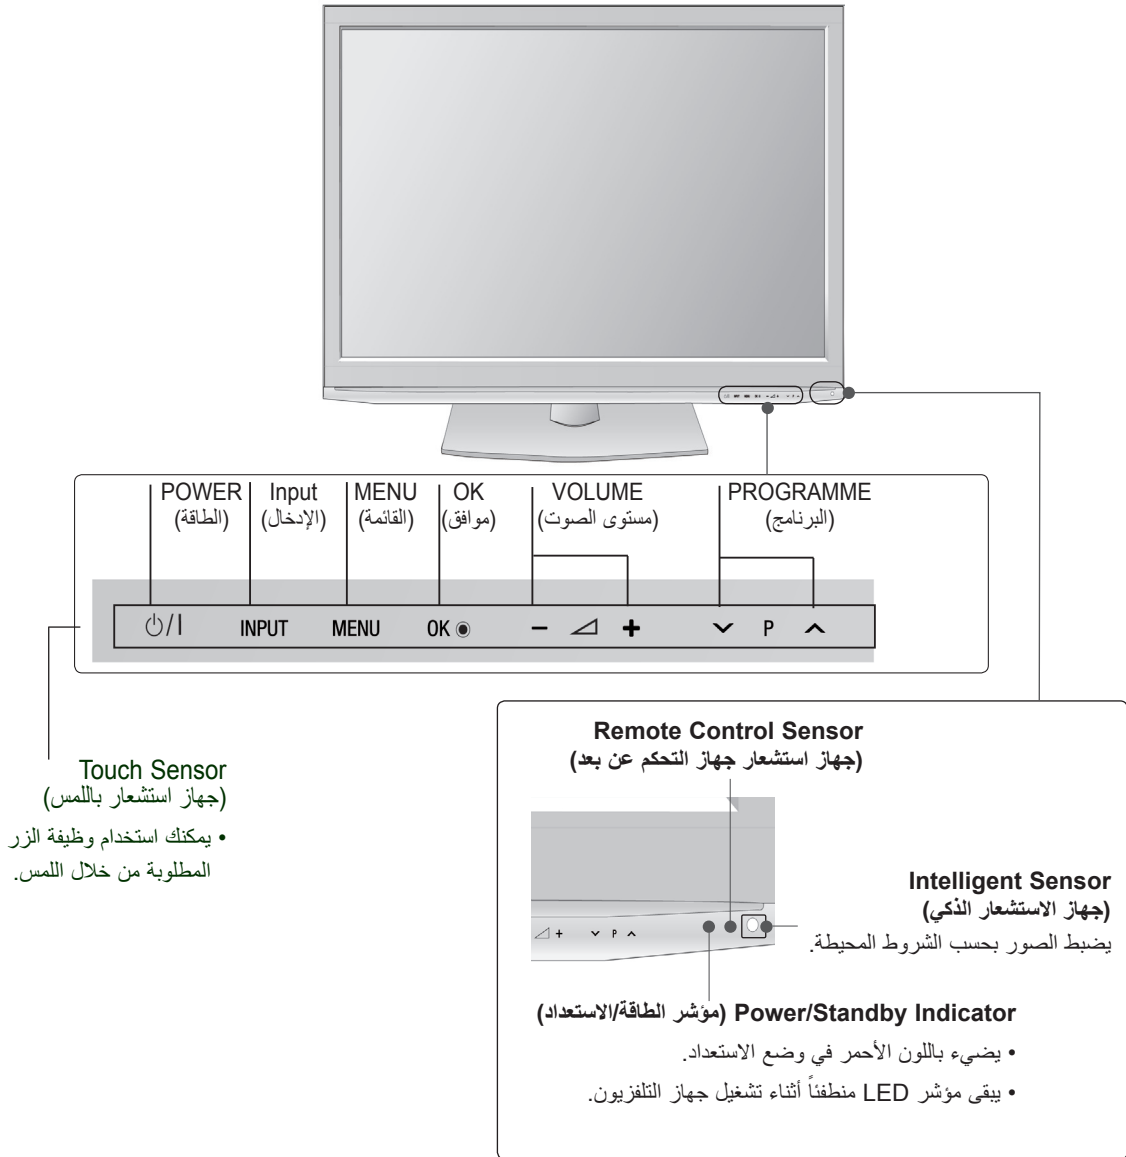 POWER
(الطاقة)
Input
(الإدخال)
MENU
(القائمة)
OK
(موافق)
VOLUME
(مستوى الصوت)
PROGRAMME
(البرنامج)
INPUT MENU OK - + P
Touch Sensor
(جهاز استشعار باللمس)
• يمكنك استخدام وظيفة الزر
المطلوبة من خلال اللمس.
Remote Control Sensor
(جهاز استشعار جهاز التحكم عن بعد)
+ P
Intelligent Sensor
(جهاز الاستشعار الذكي)
يضبط الصور بحسب الشروط المحيطة.
Power/Standby Indicator (مؤشر الطاقة/الاستعداد)
• يضيء باللون الأحمر في وضع الاستعداد.
• يبقى مؤشر LED منطفئاً أثناء تشغيل جهاز التلفزيون.